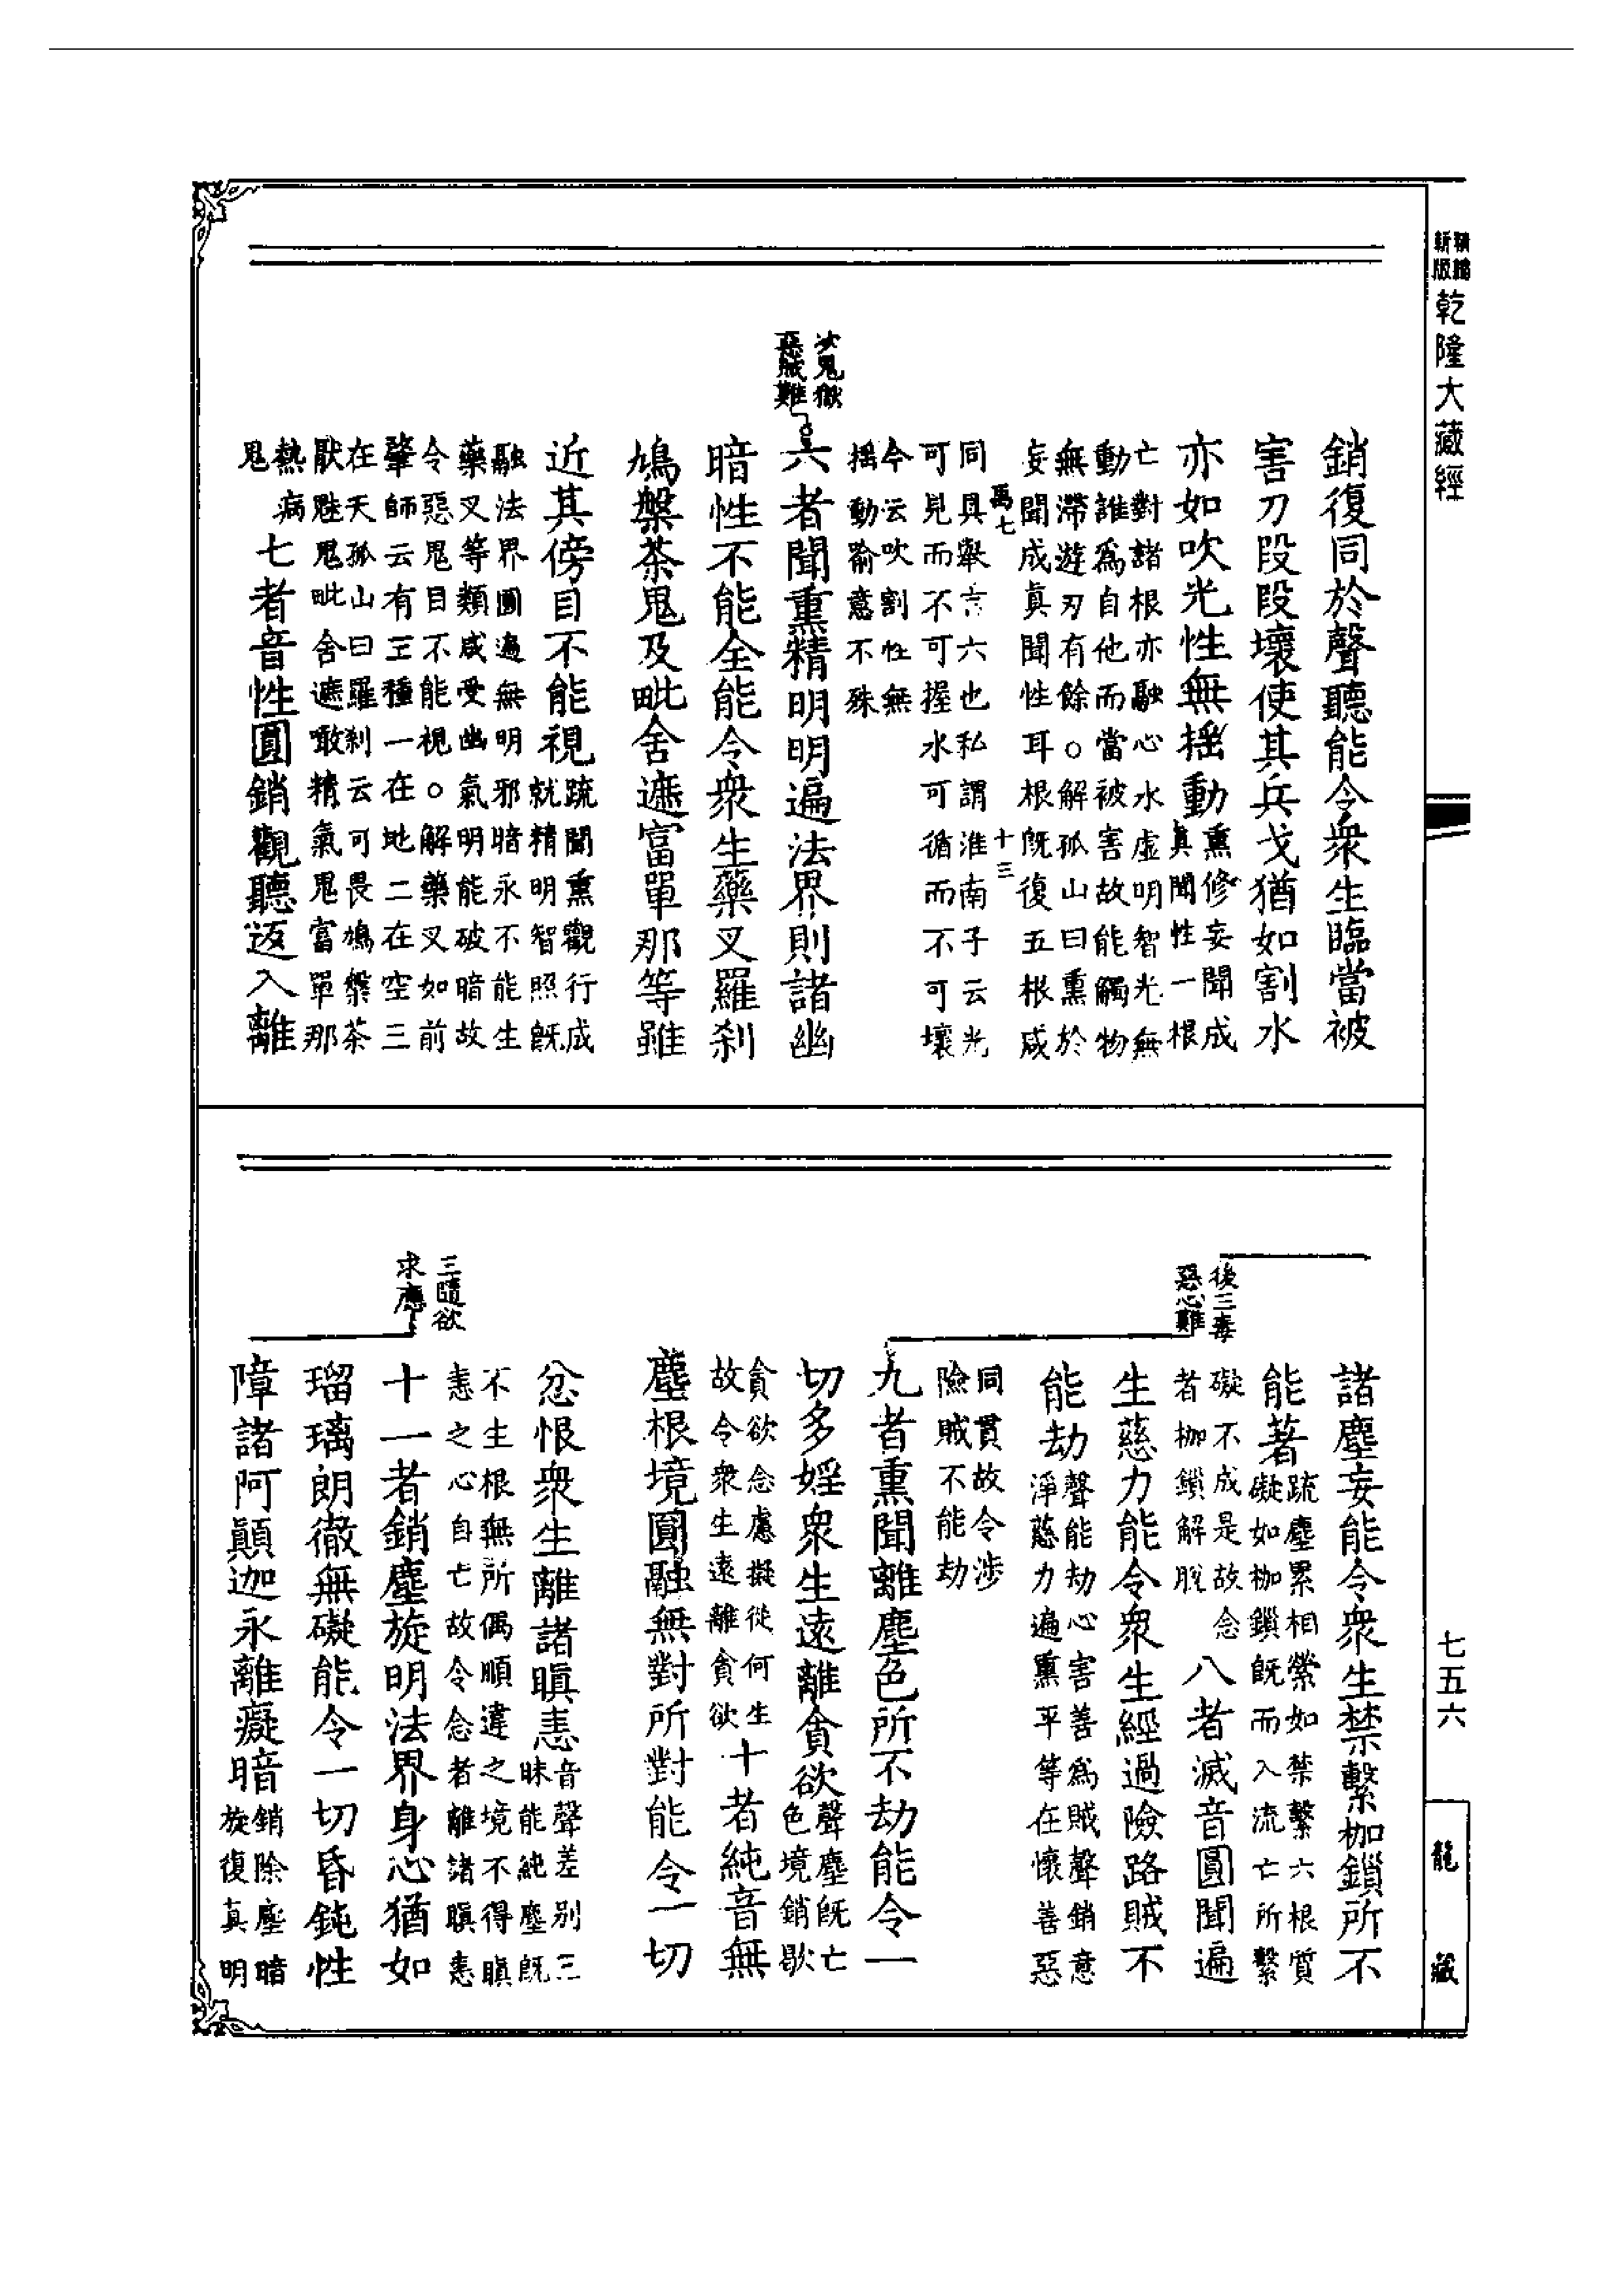 新版
精編
乾隆大藏經
銷復同於聲聽能令衆生臨當被
害刀段段壞使其兵戈猶如割水
亦如吹光性無揺動熏修妄聞成
真聞性一根
亡對諸根亦融心水虛明智光無
動誰爲自他而當被害故能觸物
無滯遊刃有餘○解孤山曰熏於
妄聞成真聞性耳根既復五根咸
萬七
十三
同具舉言六也私謂淮南子云光
可見而不可握水可循而不可壞
今云吹割性無
揺動喻意不殊
次鬼獄
惡賊難
六者聞熏精明明遍法界則諸幽
暗性不能全能令衆生藥叉羅刹
鳩槃茶鬼及毗舍遮富單那等雖
近其傍目不能視疏聞熏觀行成
就精明智照既
融法界圓遍無明邪暗永不能生
藥叉等類咸受幽氣明能破暗故
令惡鬼目不能視○解藥叉如前
肇師云有三種一在地二在空三
在天孤山曰羅刹云可畏鳩槃茶
厭魅鬼毗舍遮噉精氣鬼富單那
熱病
鬼
七者音性圓銷觀聽返入離
諸塵妄能令衆生禁繫枷鎖所不
能著疏塵累相縈如禁繫六根質
礙如枷鎖既而入流亡所繫
礙不成是故念
者枷鎖解脫
八者滅音圓聞遍
生慈力能令衆生經過險路賊不
能劫聲能劫心害善爲賊聲銷意
淨慈力遍熏平等在懷善惡
同貫故令涉
險賊不能劫
後三毒
惡心難
九者熏聞離塵色所不劫能令一
切多婬衆生遠離貪欲聲塵既亡
色境銷歇
貪欲念慮擬從何生
故令衆生遠離貪欲
十者純音無
塵根境圓融無對所對能令一切
忿恨衆生離諸瞋恚音聲差別三
昧能純塵既
不生根無所偶順違之境不得瞋
恚之心自亡故令念者離諸瞋恚
三隨欲
求應
十一者銷塵旋明法界身心猶如
瑠璃朗徹無礙能令一切昏鈍性
障諸阿顛迦永離癡暗銷除塵暗
旋復真明
七五六
龍藏